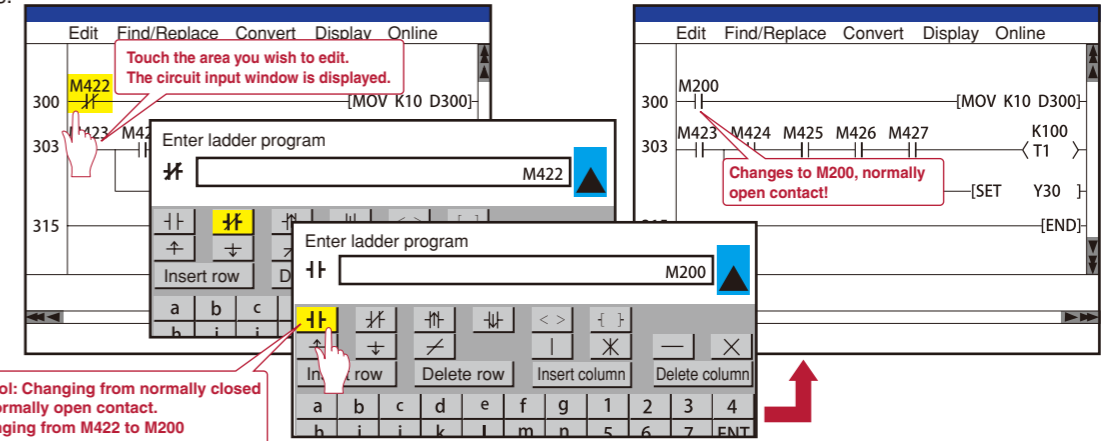 Edit Find/Replace Convert Display Online
Touch the area you wish to edit.
The circuit input window is displayed.
M422
300 [MOV K10 D300]
M423 M42
303
315
Enter ladder program
M422
Insert row D
a b c
h i i
Enter ladder program
M200
< > { }
Insert row Delete row Insert column Delete column
a b c d e f g 1 2 3 4
h i j k l m n 5 6 7 ENT
ol: Changing from normally closed
ormally open contact.
nging from M422 to M200
Edit Find/Replace Convert Display Online
M200
300 [MOV K10 D300]
M423 M424 M425 M426 M427 K100
303 T1
Changes to M200, normally
open contact!
[SET Y30 }
[END]